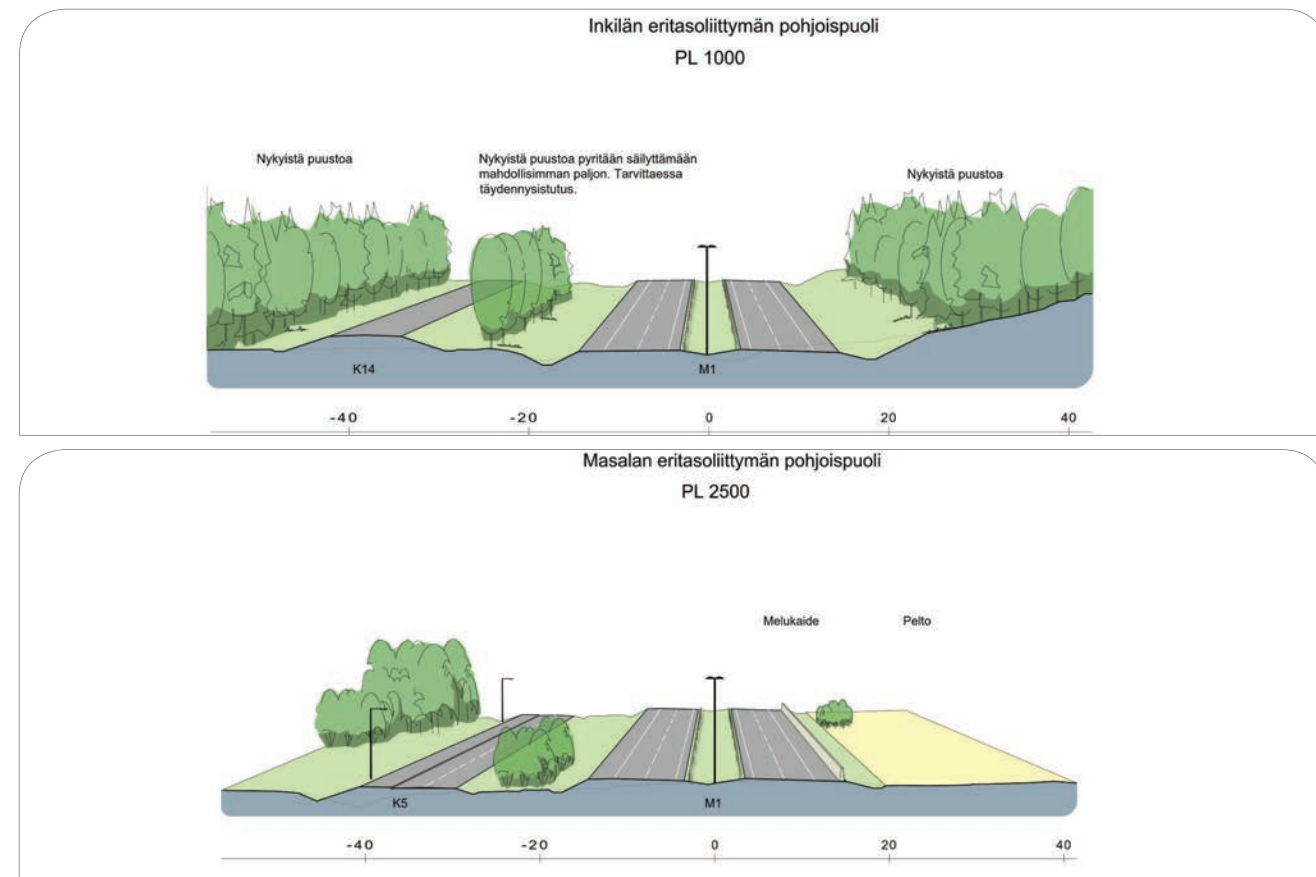 Inkilän eritasoliittymän pohjoispuoli
PL 1000
Nykyistä puustoa
Nykyistä puustoa pyritään säilyttämään
mahdollisimman paljon. Tarvittaessa
täydennysistutus.
Nykyistä puustoa
K14
M1
-40
-20
0
20
40
Masalan eritasoliittymän pohjoispuoli
PL 2500
Melukaide
Pelto
K5
M1
-40
-20
0
20
40